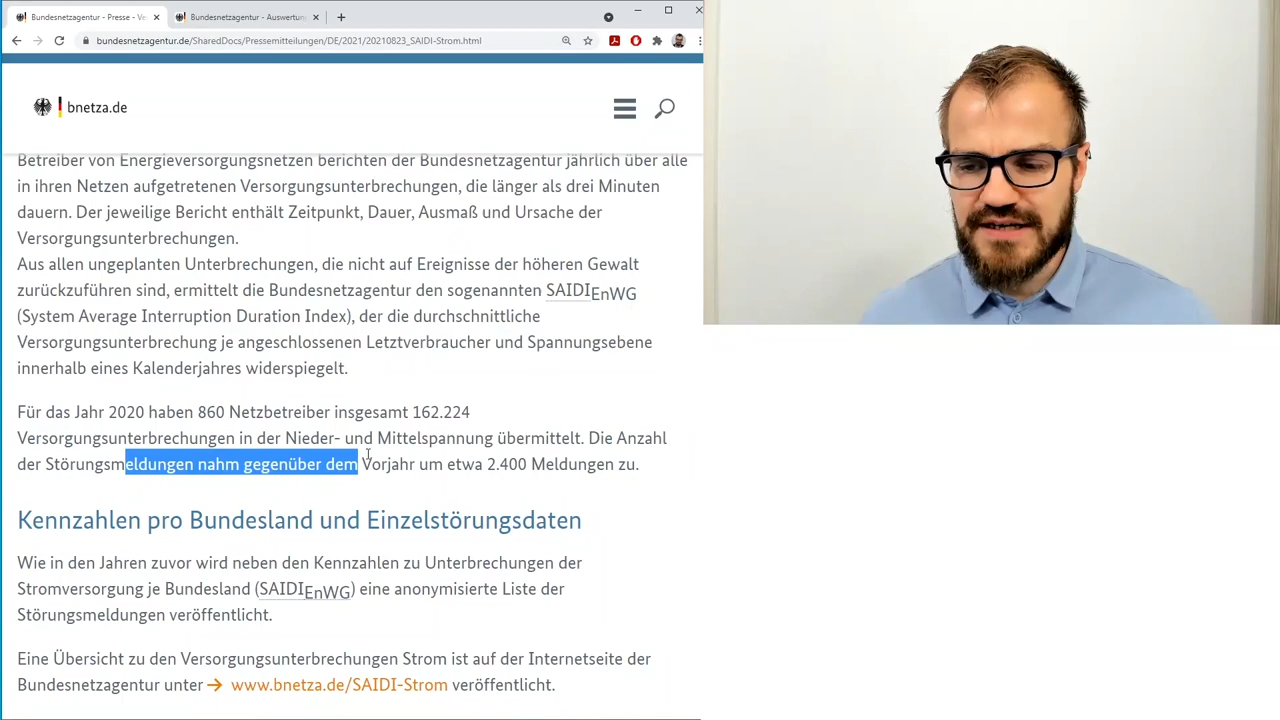 Bundesnetzagentur - Presse - Ve
Bundesnetzagentur - Auswertun
bundesnetzagentur.de/SharedDocs/Pressemitteilungen/DE/2021/20210823_SAIDI-Strom.html
bnetza.de
Betreiber von Energieversorgungsnetzen berichten der Bundesnetzagentur jährlich über alle
in ihren Netzen aufgetretenen Versorgungsunterbrechungen, die länger als drei Minuten
dauern. Der jeweilige Bericht enthält Zeitpunkt, Dauer, Ausmaß und Ursache der
Versorgungsunterbrechungen.
Aus allen ungeplanten Unterbrechungen, die nicht auf Ereignisse der höheren Gewalt
zurückzuführen sind, ermittelt die Bundesnetzagentur den sogenannten SAIDIEnWG
(System Average Interruption Duration Index), der die durchschnittliche
Versorgungsunterbrechung je angeschlossenen Letztverbraucher und Spannungsebene
innerhalb eines Kalenderjahres widerspiegelt.
Für das Jahr 2020 haben 860 Netzbetreiber insgesamt 162.224
Versorgungsunterbrechungen in der Nieder- und Mittelspannung übermittelt. Die Anzahl
der Störungsmeldungen nahm gegenüber dem Vorjahr um etwa 2.400 Meldungen zu.
Kennzahlen pro Bundesland und Einzelstörungsdaten
Wie in den Jahren zuvor wird neben den Kennzahlen zu Unterbrechungen der
Stromversorgung je Bundesland (SAIDIEnWG) eine anonymisierte Liste der
Störungsmeldungen veröffentlicht.
Eine Übersicht zu den Versorgungsunterbrechungen Strom ist auf der Internetseite der
Bundesnetzagentur unter → www.bnetza.de/SAIDI-Strom veröffentlicht.